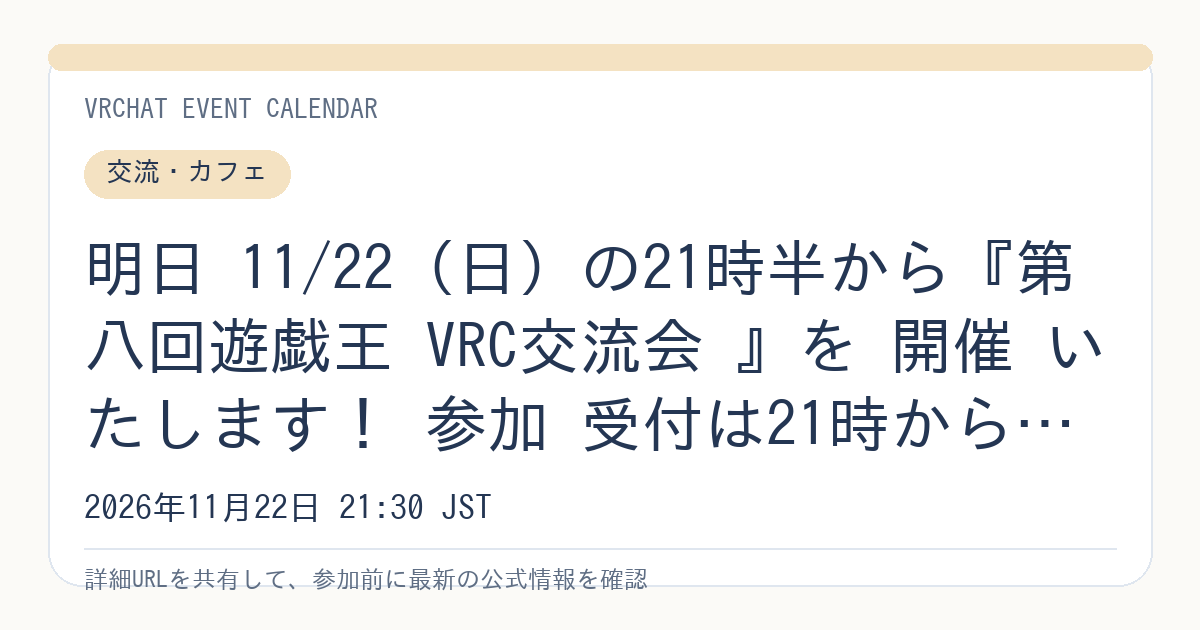 VRCHAT EVENT CALENDAR
交流・カフェ
明日 11/22（日）の21時半から『第
八回遊戯王 VRC交流会 』を 開催 い
たします！ 参加 受付は21時から…
2026年11月22日 21:30 JST
詳細URLを共有して、参加前に最新の公式情報を確認